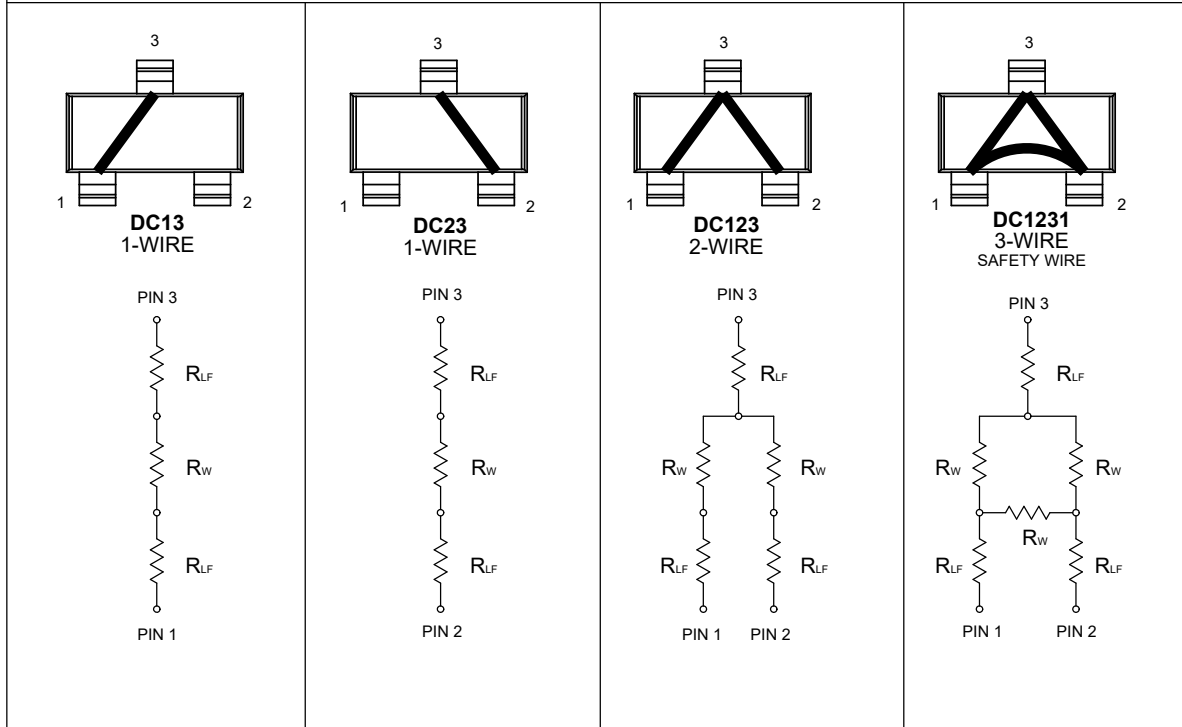 3
1
2
DC13
1-WIRE
PIN 3
RLF
RW
RLF
PIN 1
3
1
2
DC23
1-WIRE
PIN 3
RLF
RW
RLF
PIN 2
3
1
2
DC123
2-WIRE
PIN 3
RLF
RW RW
RLF RLF
PIN 1 PIN 2
3
1
2
DC1231
3-WIRE
SAFETY WIRE
PIN 3
RLF
RW RW
RW
RLF RLF
PIN 1 PIN 2